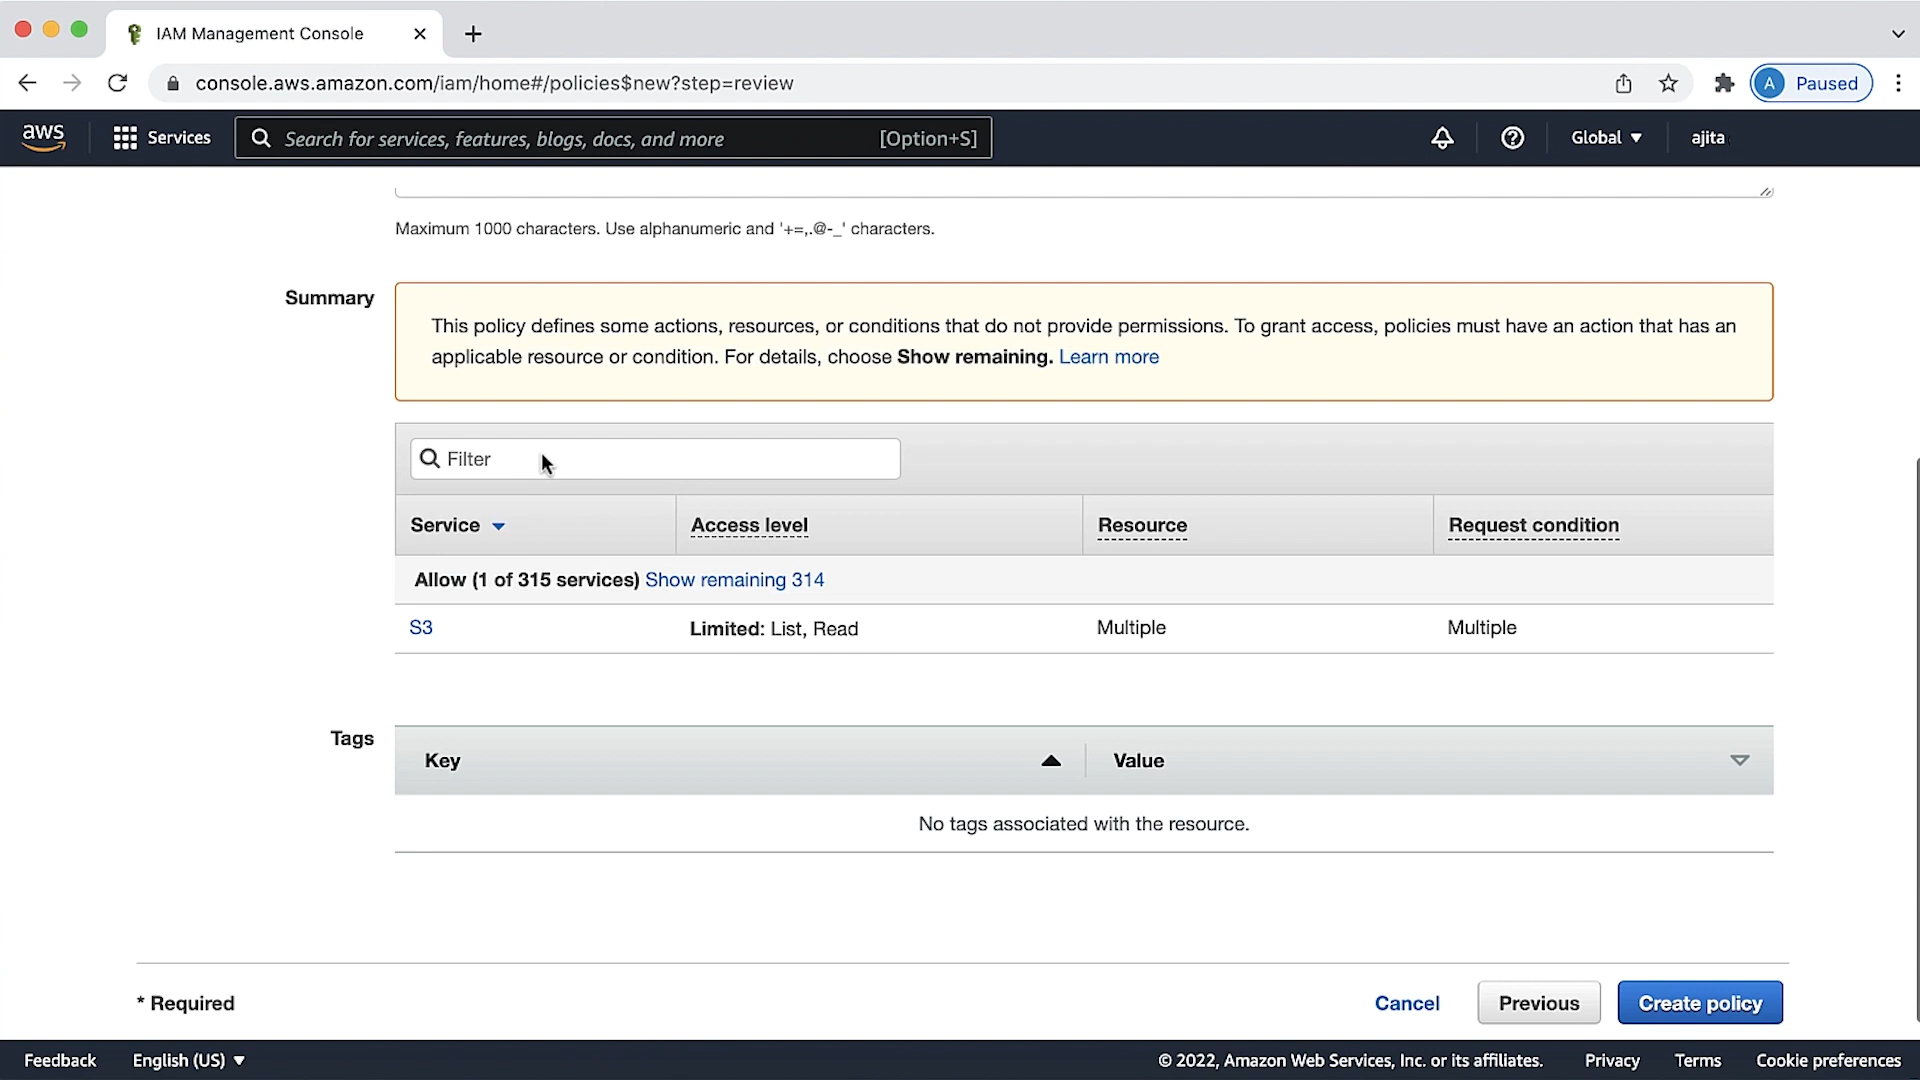 IAM Management Console
console.aws.amazon.com/iam/home#/policies$new?step=review
A Paused
aws Services Search for services, features, blogs, docs, and more [Option+S] Global ajita
Maximum 1000 characters. Use alphanumeric and '+=,.@-_' characters.
Summary
This policy defines some actions, resources, or conditions that do not provide permissions. To grant access, policies must have an action that has an
applicable resource or condition. For details, choose Show remaining. Learn more
Filter
Service Access level Resource Request condition
Allow (1 of 315 services) Show remaining 314
S3 Limited: List, Read Multiple Multiple
Tags
Key Value
No tags associated with the resource.
* Required Cancel Previous Create policy
Feedback English (US) © 2022, Amazon Web Services, Inc. or its affiliates. Privacy Terms Cookie preferences